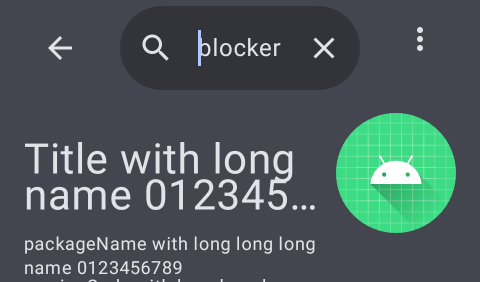 blocker
Title with long
name 012345...
packageName with long long long
name 0123456789